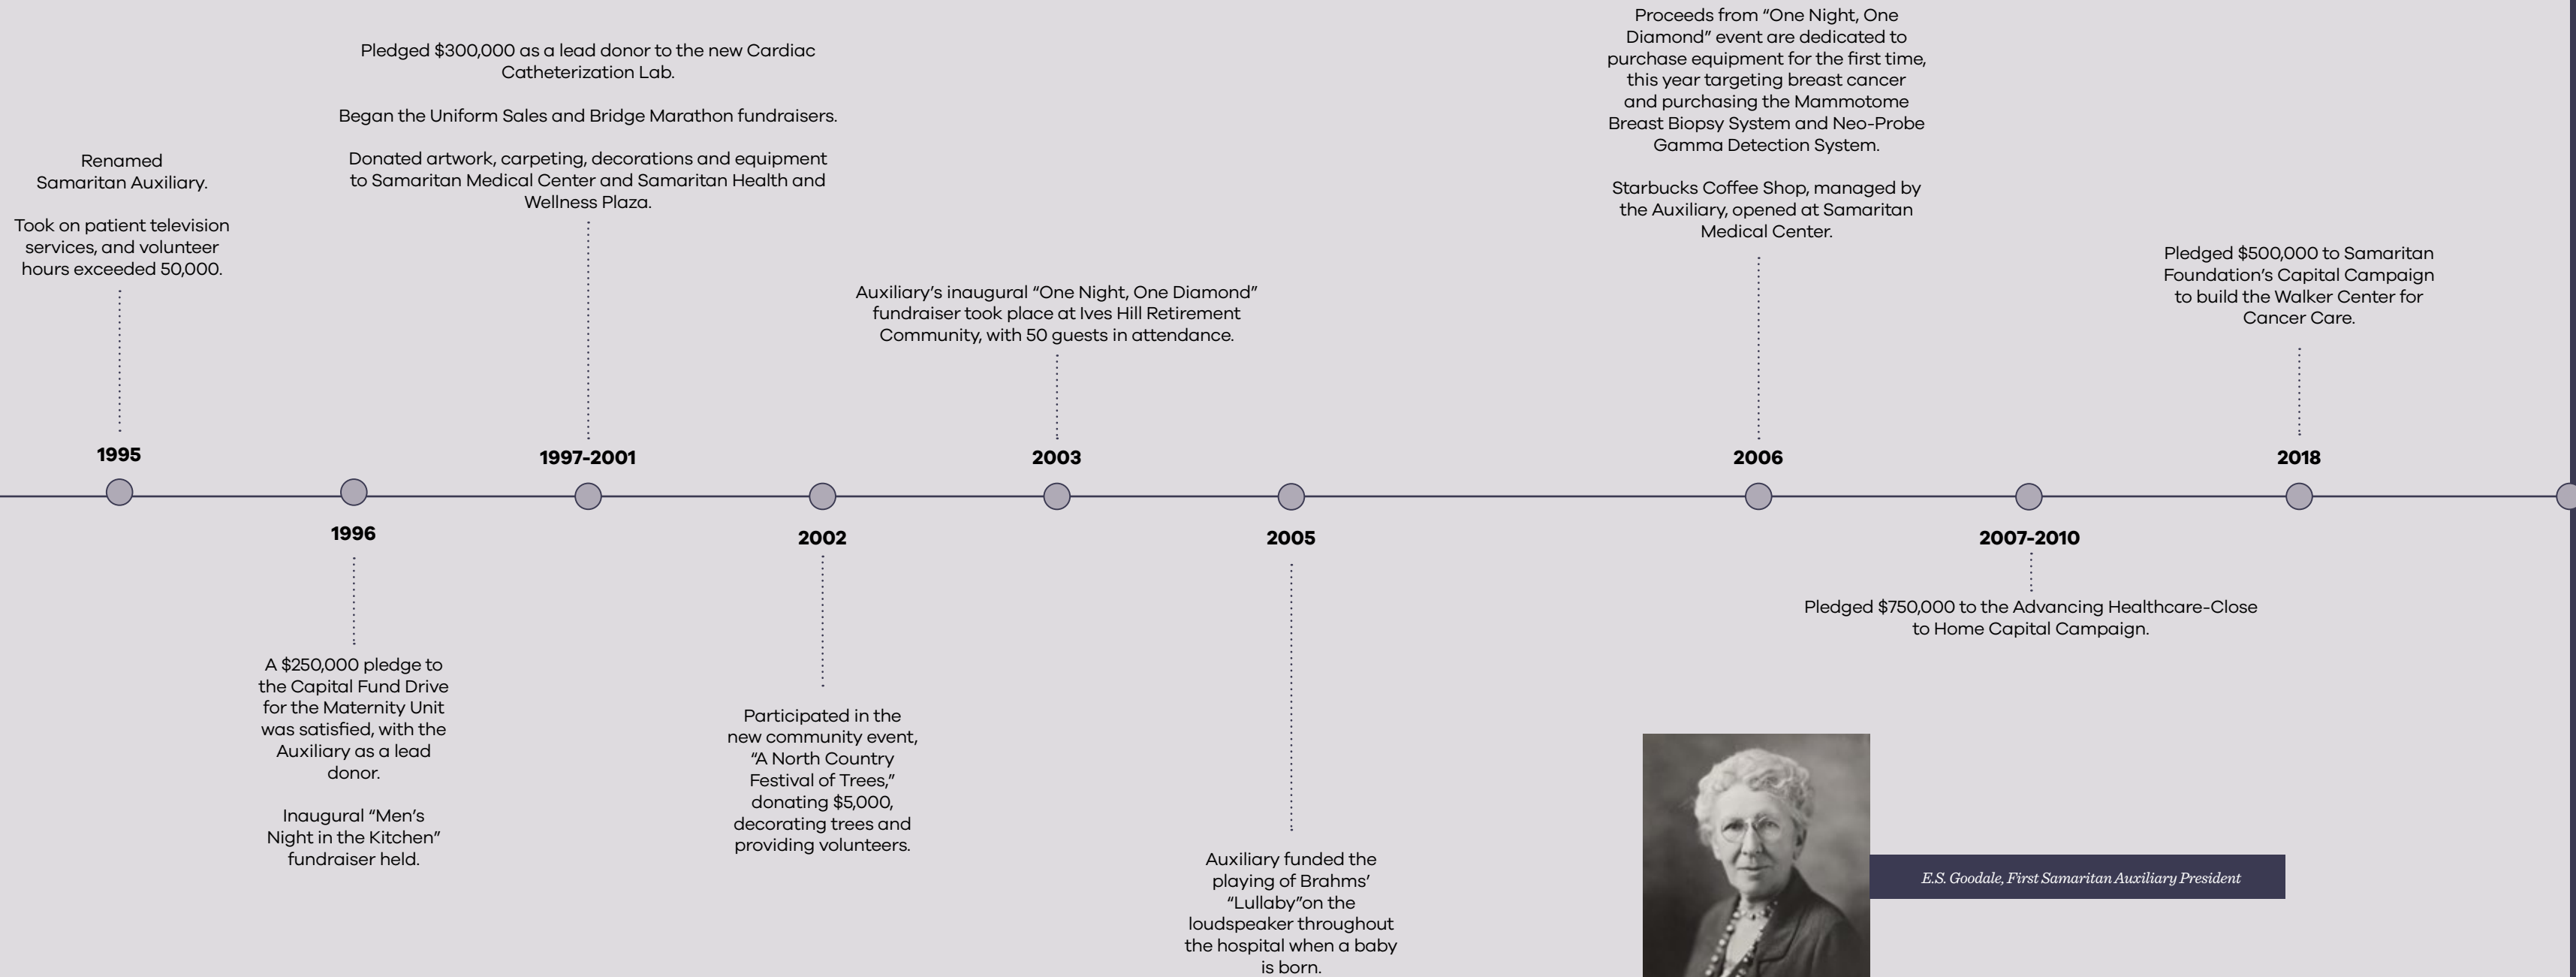 Renamed
Samaritan Auxiliary.
Took on patient television
services, and volunteer
hours exceeded 50,000.
1995
1996
A $250,000 pledge to
the Capital Fund Drive
for the Maternity Unit
was satisfied, with the
Auxiliary as a lead
donor.
Inaugural “Men’s
Night in the Kitchen”
fundraiser held.
Pledged $300,000 as a lead donor to the new Cardiac
Catheterization Lab.
Began the Uniform Sales and Bridge Marathon fundraisers.
Donated artwork, carpeting, decorations and equipment
to Samaritan Medical Center and Samaritan Health and
Wellness Plaza.
1997-2001
2002
Participated in the
new community event,
“A North Country
Festival of Trees,”
donating $5,000,
decorating trees and
providing volunteers.
Auxiliary’s inaugural “One Night, One Diamond”
fundraiser took place at Ives Hill Retirement
Community, with 50 guests in attendance.
2003
2005
Auxiliary funded the
playing of Brahms’
“Lullaby”on the
loudspeaker throughout
the hospital when a baby
is born.
Proceeds from “One Night, One
Diamond” event are dedicated to
purchase equipment for the first time,
this year targeting breast cancer
and purchasing the Mammotome
Breast Biopsy System and Neo-Probe
Gamma Detection System.
Starbucks Coffee Shop, managed by
the Auxiliary, opened at Samaritan
Medical Center.
2006
2007-2010
Pledged $750,000 to the Advancing Healthcare-Close
to Home Capital Campaign.
Pledged $500,000 to Samaritan
Foundation’s Capital Campaign
to build the Walker Center for
Cancer Care.
2018
E.S. Goodale, First Samaritan Auxiliary President